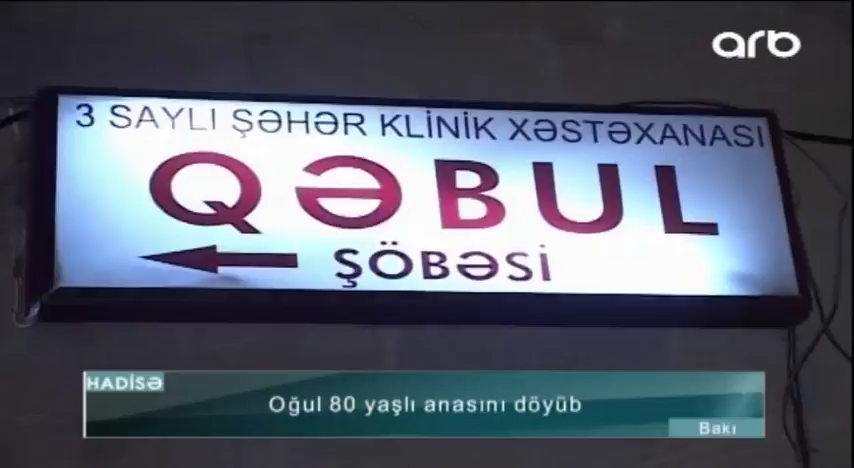 arb
3 SAYLI ŞƏHƏR KLİNİK XƏSTƏXANASI
QƏBUL
ŞÖBƏSİ
HADİSƏ
Oğul 80 yaşlı anasını döyüb
Bakı